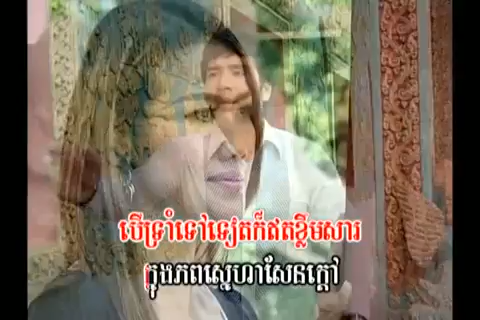 បើទ្រាំទៅទៀតក៏ឥតខ្លឹមសារ
ក្នុងភពស្នេហាសែនក្ដៅ